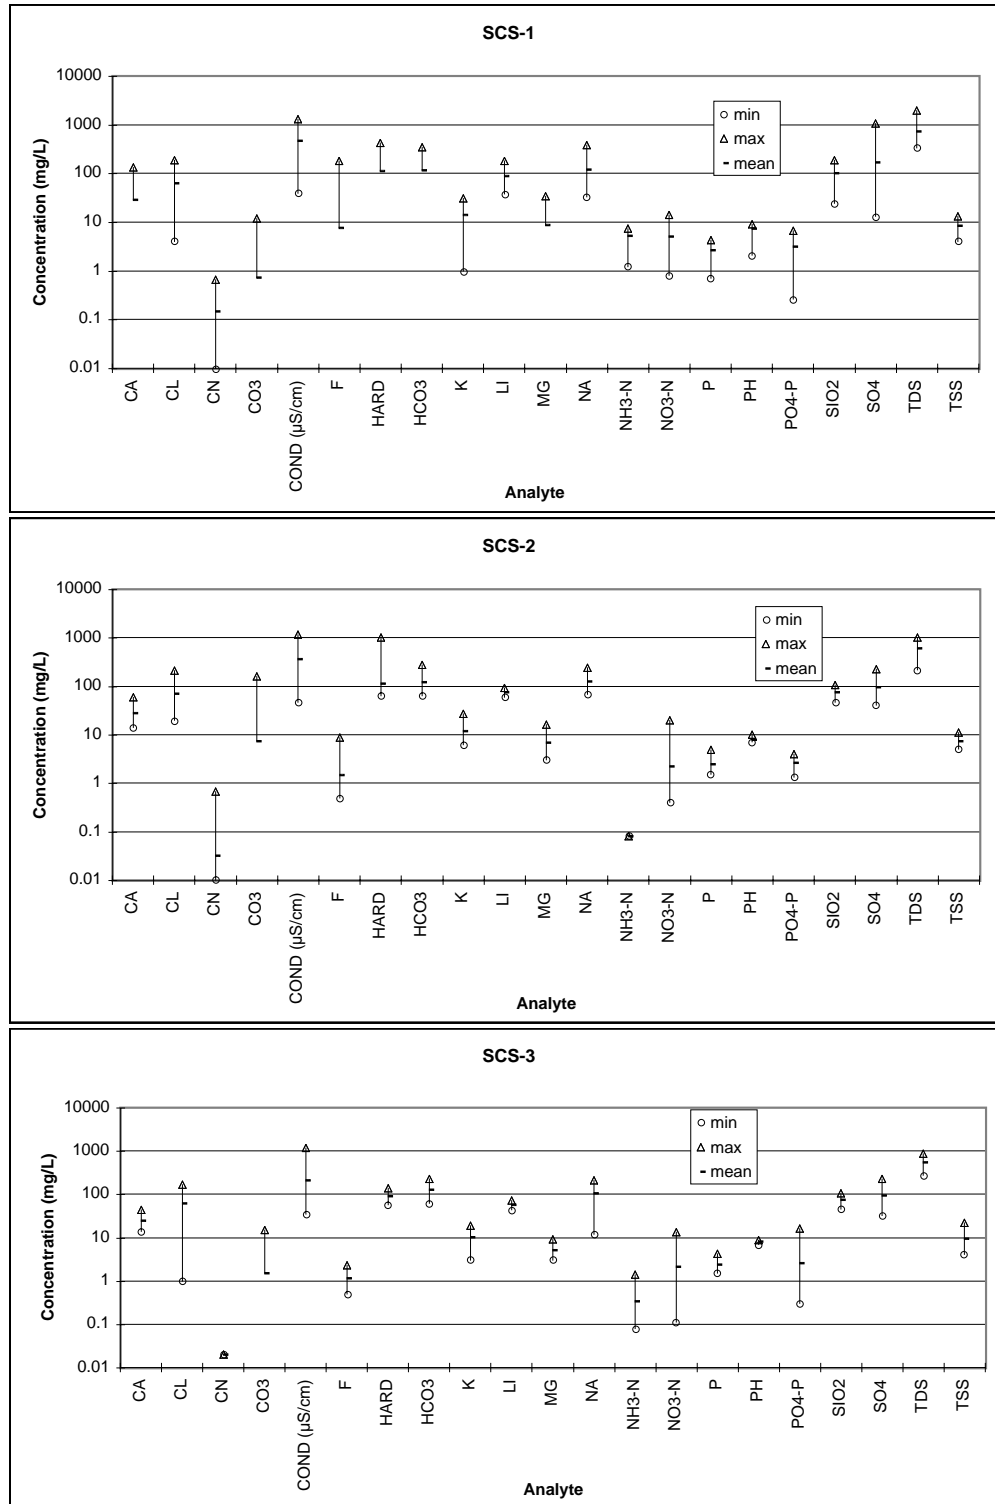 SCS-1
10000
1000
100
10
1
0.1
0.01
Concentration (mg/L)
min
max
mean
CA
CL
CN
CO3
COND (µS/cm)
F
HARD
HCO3
K
LI
MG
NA
NH3-N
NO3-N
P
PH
PO4-P
SIO2
SO4
TDS
TSS
Analyte
SCS-2
10000
1000
100
10
1
0.1
0.01
Concentration (mg/L)
min
max
mean
CA
CL
CN
CO3
COND (µS/cm)
F
HARD
HCO3
K
LI
MG
NA
NH3-N
NO3-N
P
PH
PO4-P
SIO2
SO4
TDS
TSS
Analyte
SCS-3
10000
1000
100
10
1
0.1
0.01
Concentration (mg/L)
min
max
mean
CA
CL
CN
CO3
COND (µS/cm)
F
HARD
HCO3
K
LI
MG
NA
NH3-N
NO3-N
P
PH
PO4-P
SIO2
SO4
TDS
TSS
Analyte